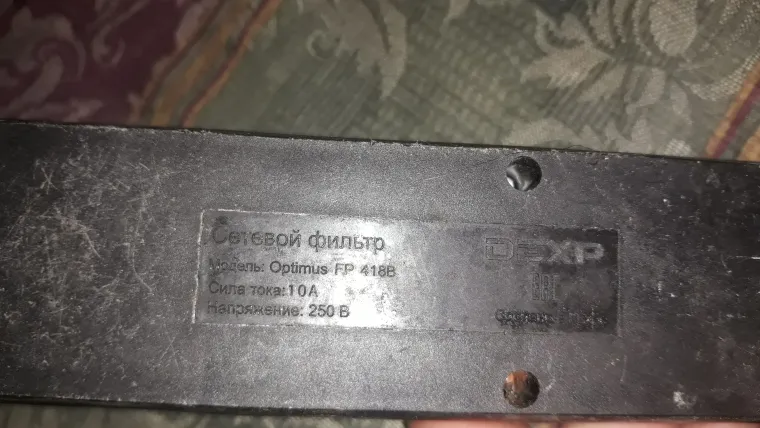 Сетевой фильтр
Модель: Optimus FP 418B
Сила тока:10А
Напряжение: 250 В
DEXP
EAC